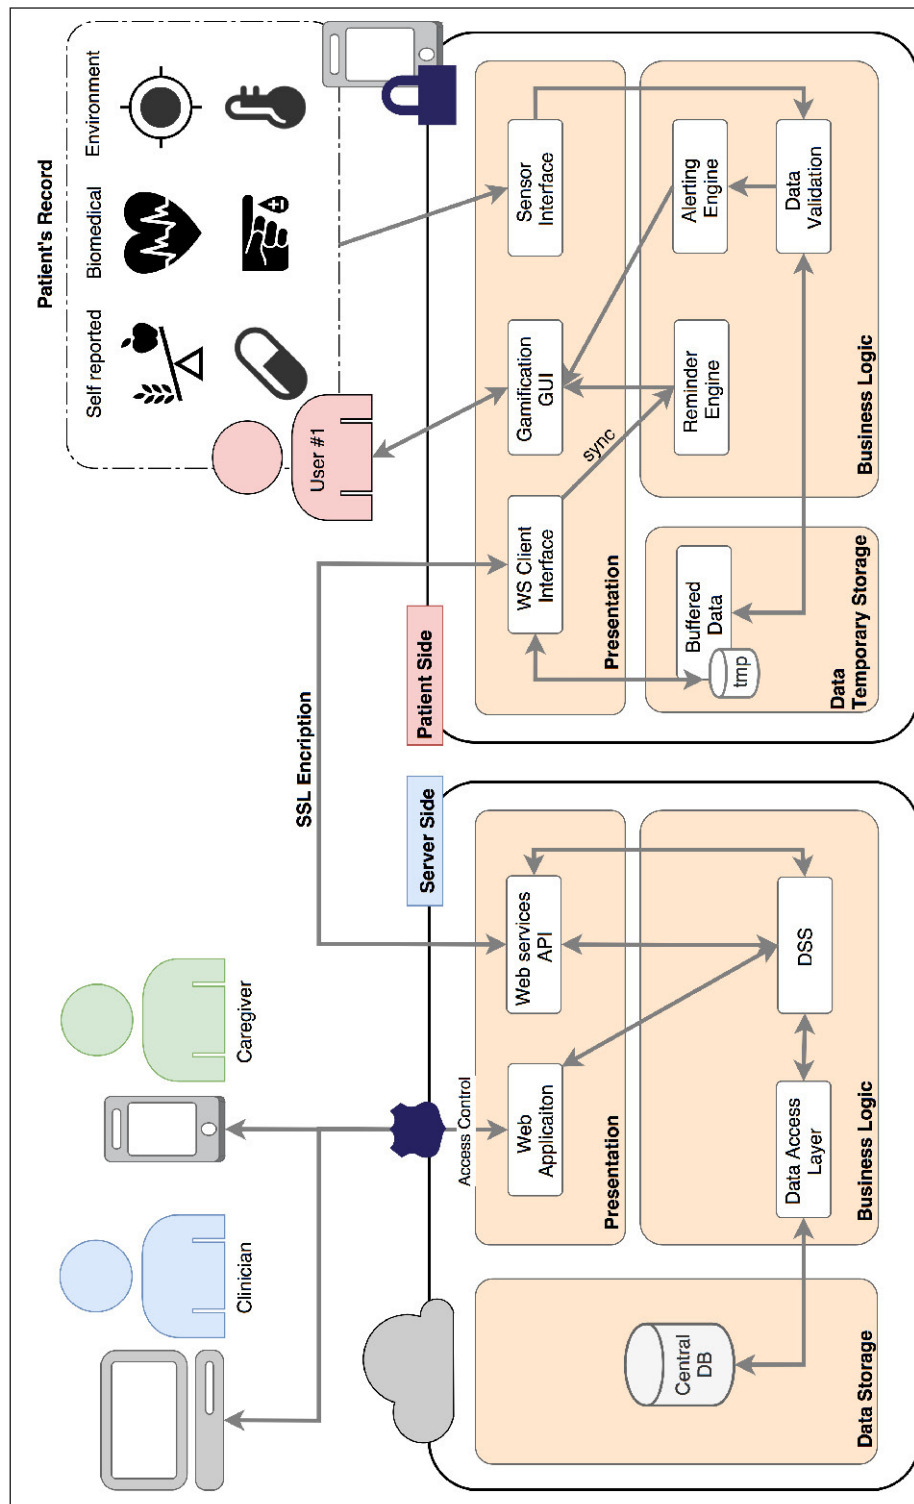 Patient's Record
Self reported
Biomedical
Environment
User #1
Clinician
Caregiver
SSL Encription
Server Side
Patient Side
Access Control
Web
Applicaiton
Web services
API
Presentation
Data Access
Layer
DSS
Business Logic
Central
DB
Data Storage
WS Client
Interface
Gamification
GUI
Sensor
Interface
Presentation
sync
Reminder
Engine
Alerting
Engine
Data
Validation
Business Logic
Buffered
Data
tmp
Data
Temporary Storage